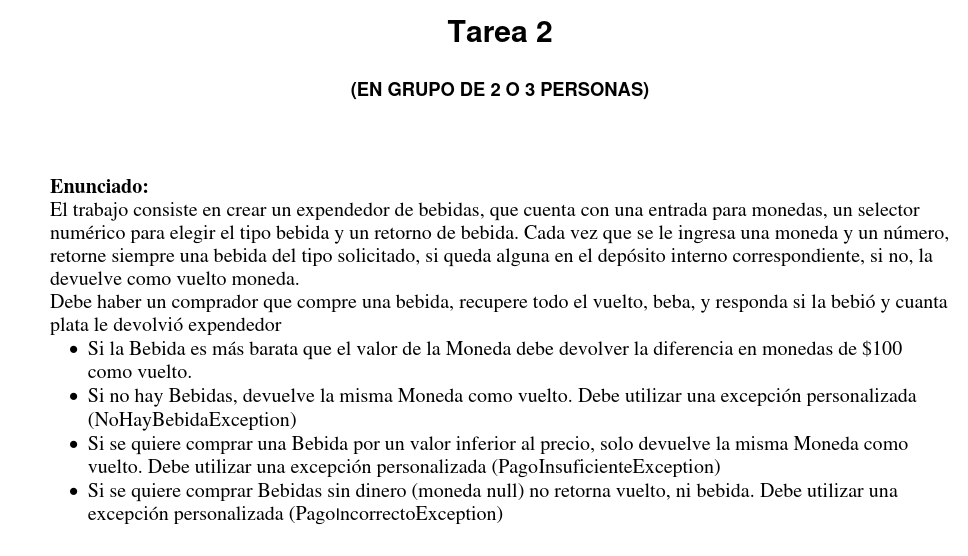 Tarea 2
(EN GRUPO DE 2 O 3 PERSONAS)
Enunciado:
El trabajo consiste en crear un expendedor de bebidas, que cuenta con una entrada para monedas, un selector
numérico para elegir el tipo bebida y un retorno de bebida. Cada vez que se le ingresa una moneda y un número,
retorne siempre una bebida del tipo solicitado, si queda alguna en el depósito interno correspondiente, si no, la
devuelve como vuelto moneda.
Debe haber un comprador que compre una bebida, recupere todo el vuelto, beba, y responda si la bebió y cuanta
plata le devolvió expendedor
• Si la Bebida es más barata que el valor de la Moneda debe devolver la diferencia en monedas de $100
como vuelto.
• Si no hay Bebidas, devuelve la misma Moneda como vuelto. Debe utilizar una excepción personalizada
(NoHayBebidaException)
• Si se quiere comprar una Bebida por un valor inferior al precio, solo devuelve la misma Moneda como
vuelto. Debe utilizar una excepción personalizada (PagoInsuficienteException)
• Si se quiere comprar Bebidas sin dinero (moneda null) no retorna vuelto, ni bebida. Debe utilizar una
excepción personalizada (PagoIncorrectoException)